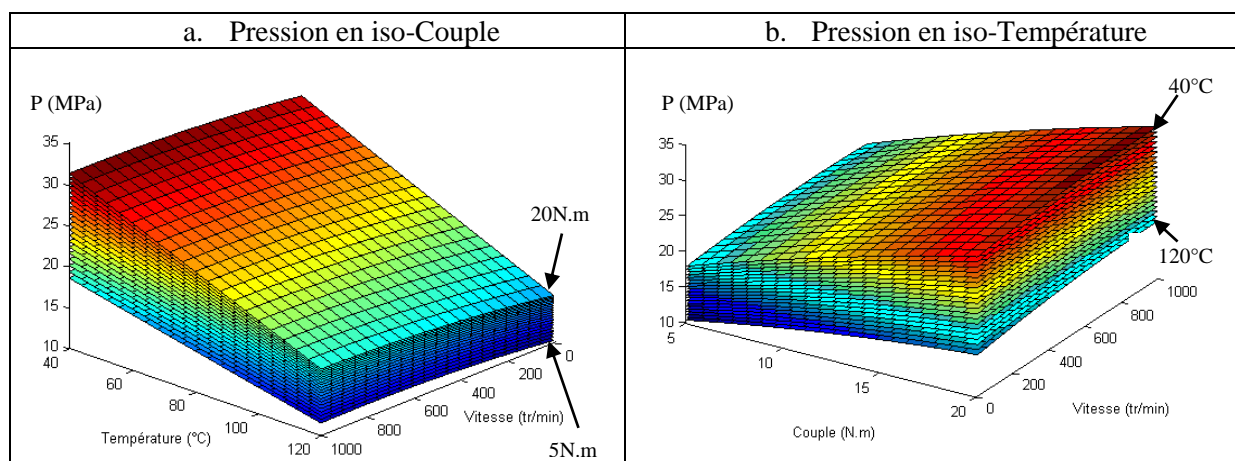 a. Pression en iso-Couple
b. Pression en iso-Température
P (MPa)
35
30
25
20
15
10
40
60
80
100
120
Température (°C)
1000
800
600
400
200
0
Vitesse (tr/min)
20N.m
5N.m
P (MPa)
35
30
25
20
15
10
5
10
15
20
Couple (N.m)
0
200
400
600
800
1000
Vitesse (tr/min)
40°C
120°C